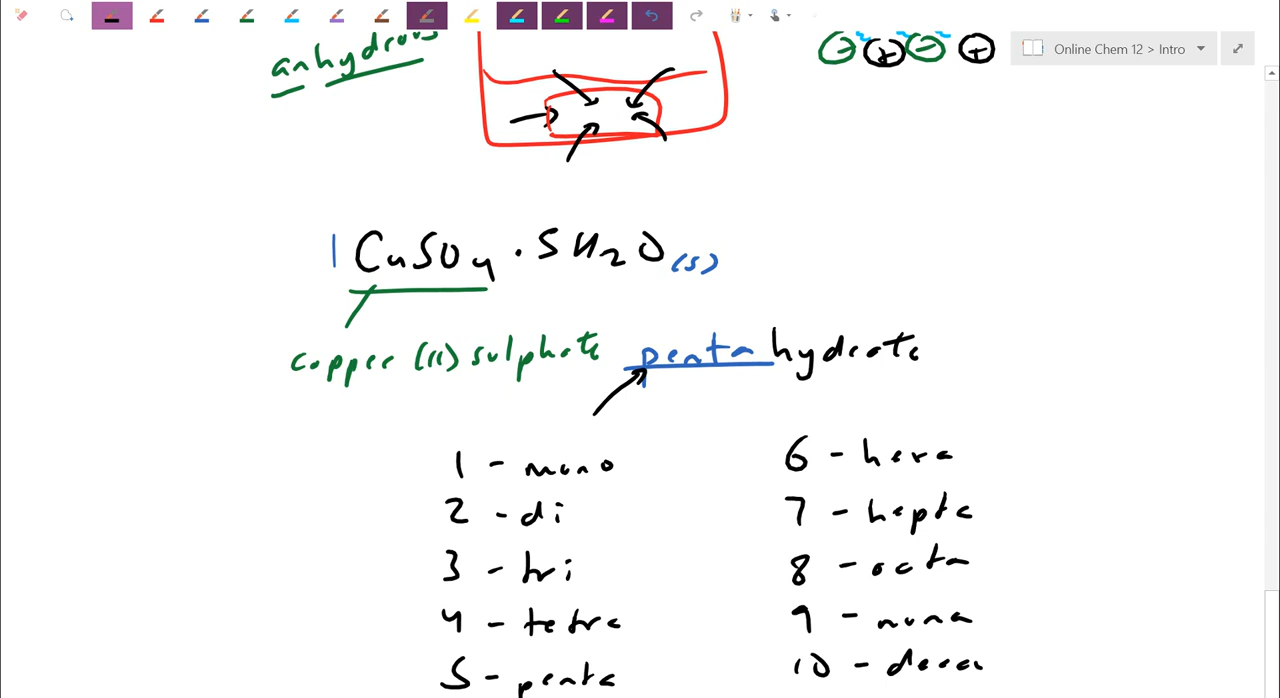 Online Chem 12 > Intro
anhydrous
- + - +
1 CuSO4 · 5H2O(s)
copper (II) sulphate pentahydrate
1 - mono
2 - di
3 - tri
4 - tetra
5 - penta
6 - hexa
7 - hepta
8 - octa
9 - nona
10 - deca